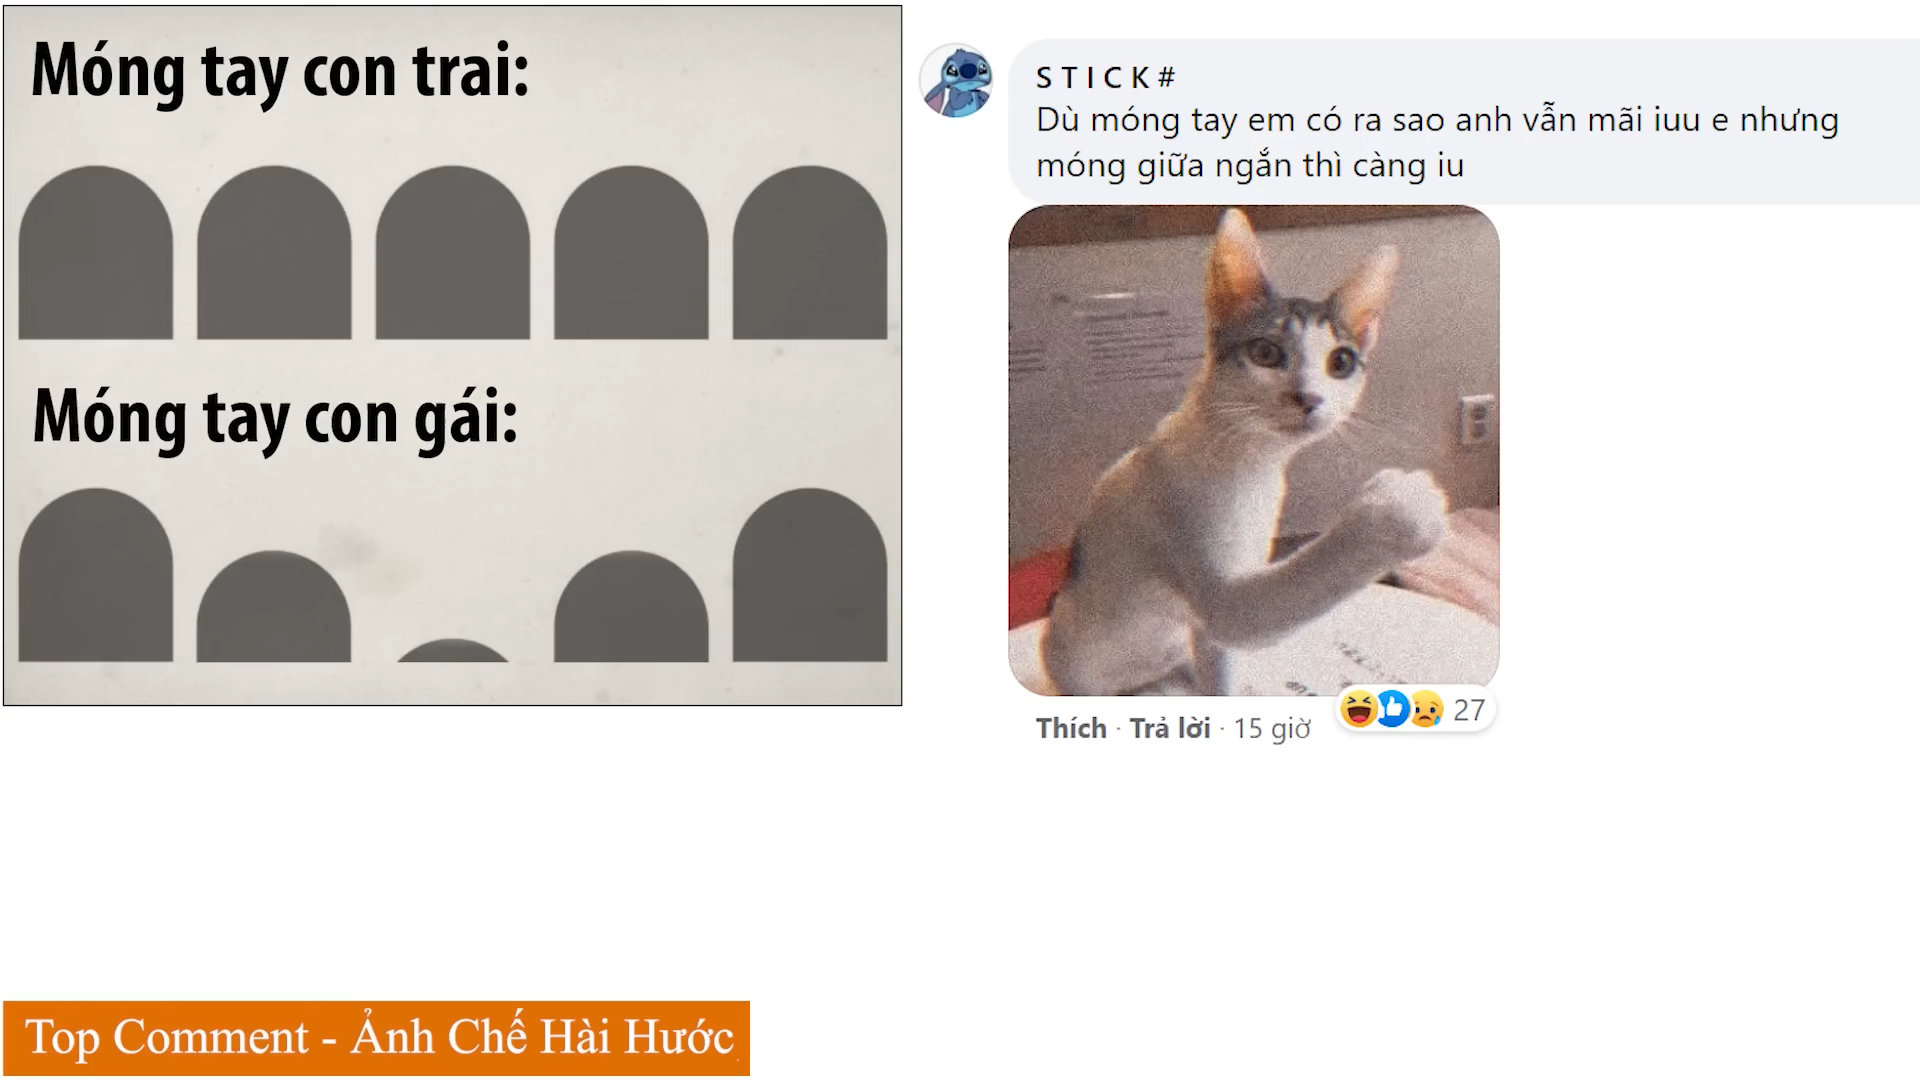 Móng tay con trai:
Móng tay con gái:
S T I C K #
Dù móng tay em có ra sao anh vẫn mãi iuu e nhưng
móng giữa ngắn thì càng iu
Thích · Trả lời · 15 giờ
27
Top Comment - Ảnh Chế Hài Hước